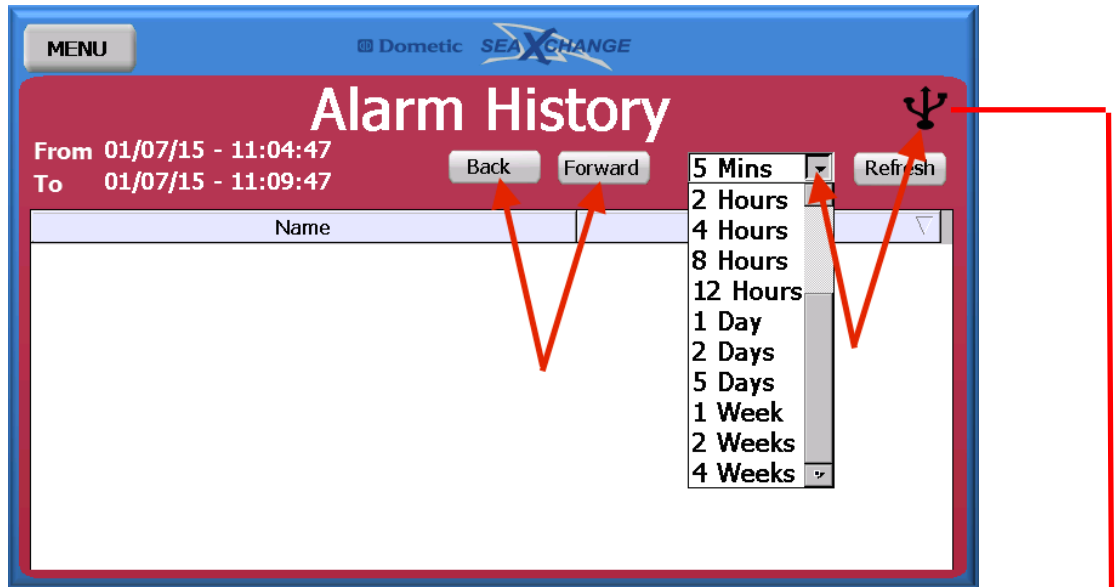 MENU
Dometic SEAXCHANGE
Alarm History
From 01/07/15 - 11:04:47
To 01/07/15 - 11:09:47
Back
Forward
5 Mins
Refresh
Name
2 Hours
4 Hours
8 Hours
12 Hours
1 Day
2 Days
5 Days
1 Week
2 Weeks
4 Weeks